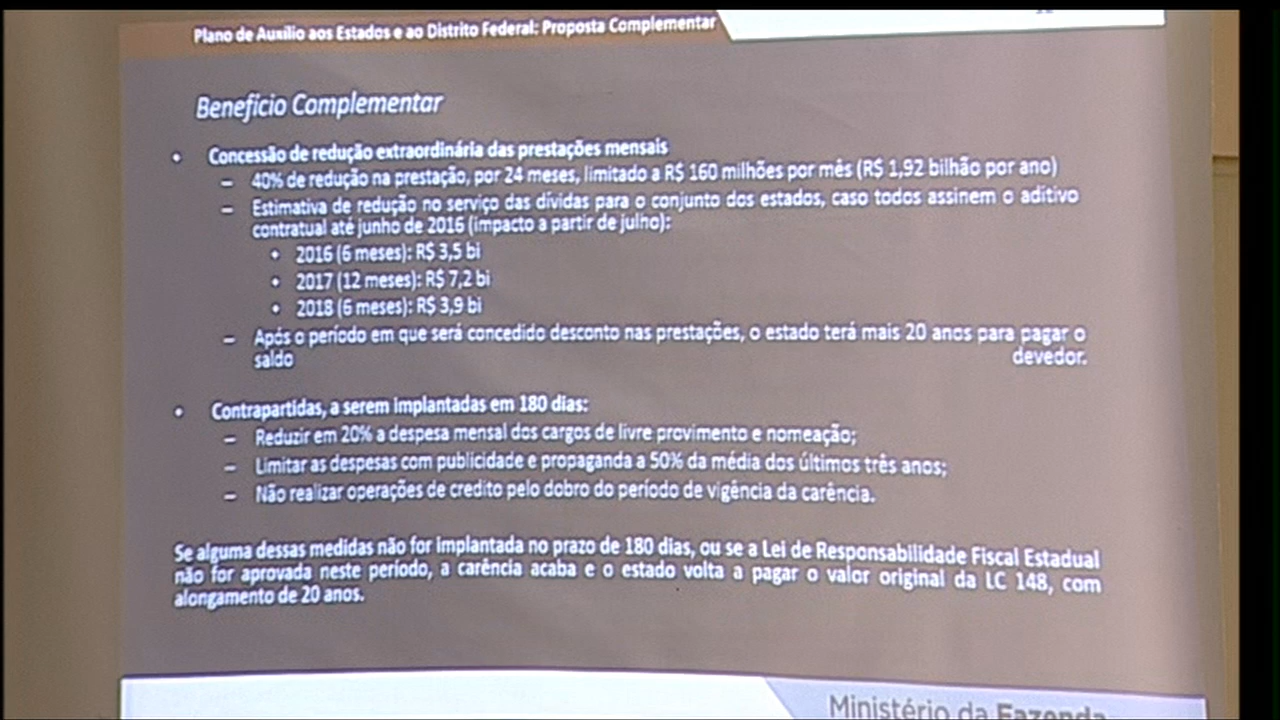 Plano de Auxílio aos Estados e ao Distrito Federal: Proposta Complementar
Benefício Complementar
• Concessão de redução extraordinária das prestações mensais
– 40% de redução na prestação, por 24 meses, limitado a R$ 160 milhões por mês (R$ 1,92 bilhão por ano)
– Estimativa de redução no serviço das dívidas para o conjunto dos estados, caso todos assinem o aditivo
contratual até junho de 2016 (impacto a partir de julho):
• 2016 (6 meses): R$ 3,5 bi
• 2017 (12 meses): R$ 7,2 bi
• 2018 (6 meses): R$ 3,9 bi
– Após o período em que será concedido desconto nas prestações, o estado terá mais 20 anos para pagar o
saldo devedor.
• Contrapartidas, a serem implantadas em 180 dias:
– Reduzir em 20% a despesa mensal dos cargos de livre provimento e nomeação;
– Limitar as despesas com publicidade e propaganda a 50% da média dos últimos três anos;
– Não realizar operações de credito pelo dobro do período de vigência da carência.
Se alguma dessas medidas não for implantada no prazo de 180 dias, ou se a Lei de Responsabilidade Fiscal Estadual
não for aprovada neste período, a carência acaba e o estado volta a pagar o valor original da LC 148, com
alongamento de 20 anos.
Ministério da Fazenda